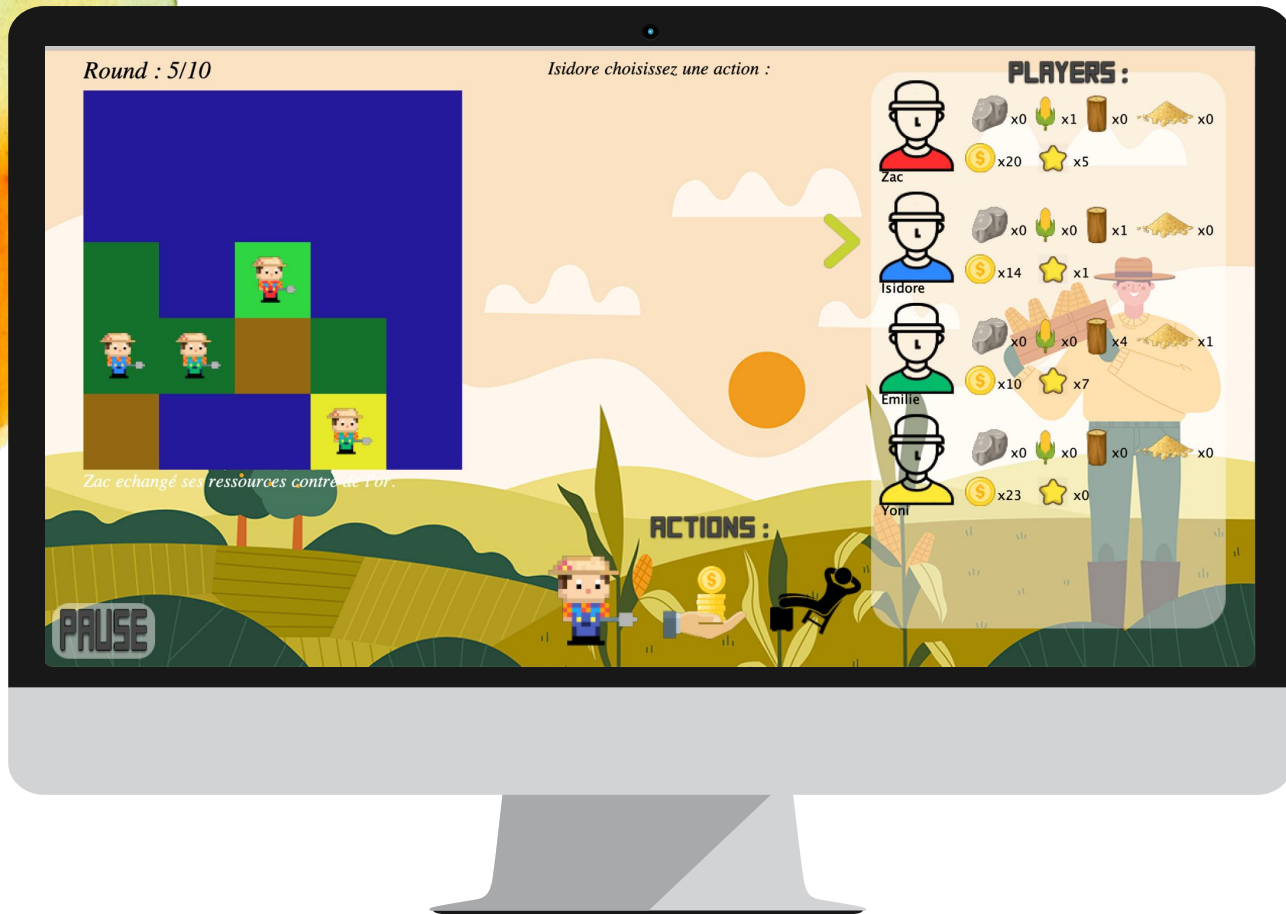 Round : 5/10
Isidore choisissez une action :
PLAYERS :
x0 x1 x0 x0
x20 x5
Zac
x0 x0 x1 x0
x14 x1
Isidore
x0 x0 x4 x1
x10 x7
Emilie
x0 x0 x0 x0
x23 x0
Yoni
Zac echangé ses ressources contre de l'or.
ACTIONS :
PAUSE